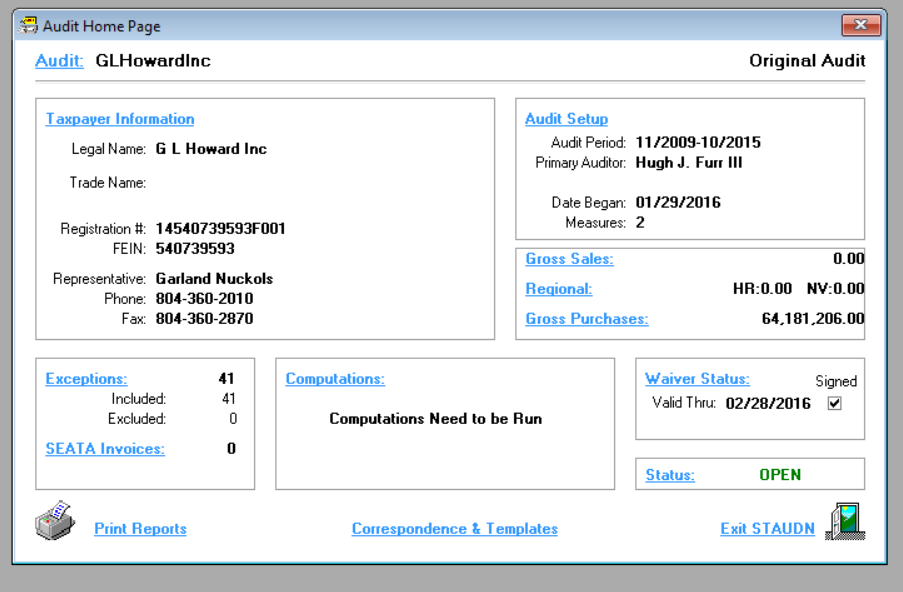 Audit Home Page
Audit: GLHowardInc
Original Audit
Taxpayer Information
Legal Name: G L Howard Inc
Trade Name:
Registration #: 14540739593F001
FEIN: 540739593
Representative: Garland Nuckols
Phone: 804-360-2010
Fax: 804-360-2870
Audit Setup
Audit Period: 11/2009-10/2015
Primary Auditor: Hugh J. Furr III
Date Began: 01/29/2016
Measures: 2
Gross Sales: 0.00
Regional: HR:0.00 NV:0.00
Gross Purchases: 64,181,206.00
Exceptions: 41
Included: 41
Excluded: 0
SEATA Invoices: 0
Computations:
Computations Need to be Run
Waiver Status: Signed
Valid Thru: 02/28/2016
Status: OPEN
Print Reports
Correspondence & Templates
Exit STAUDN